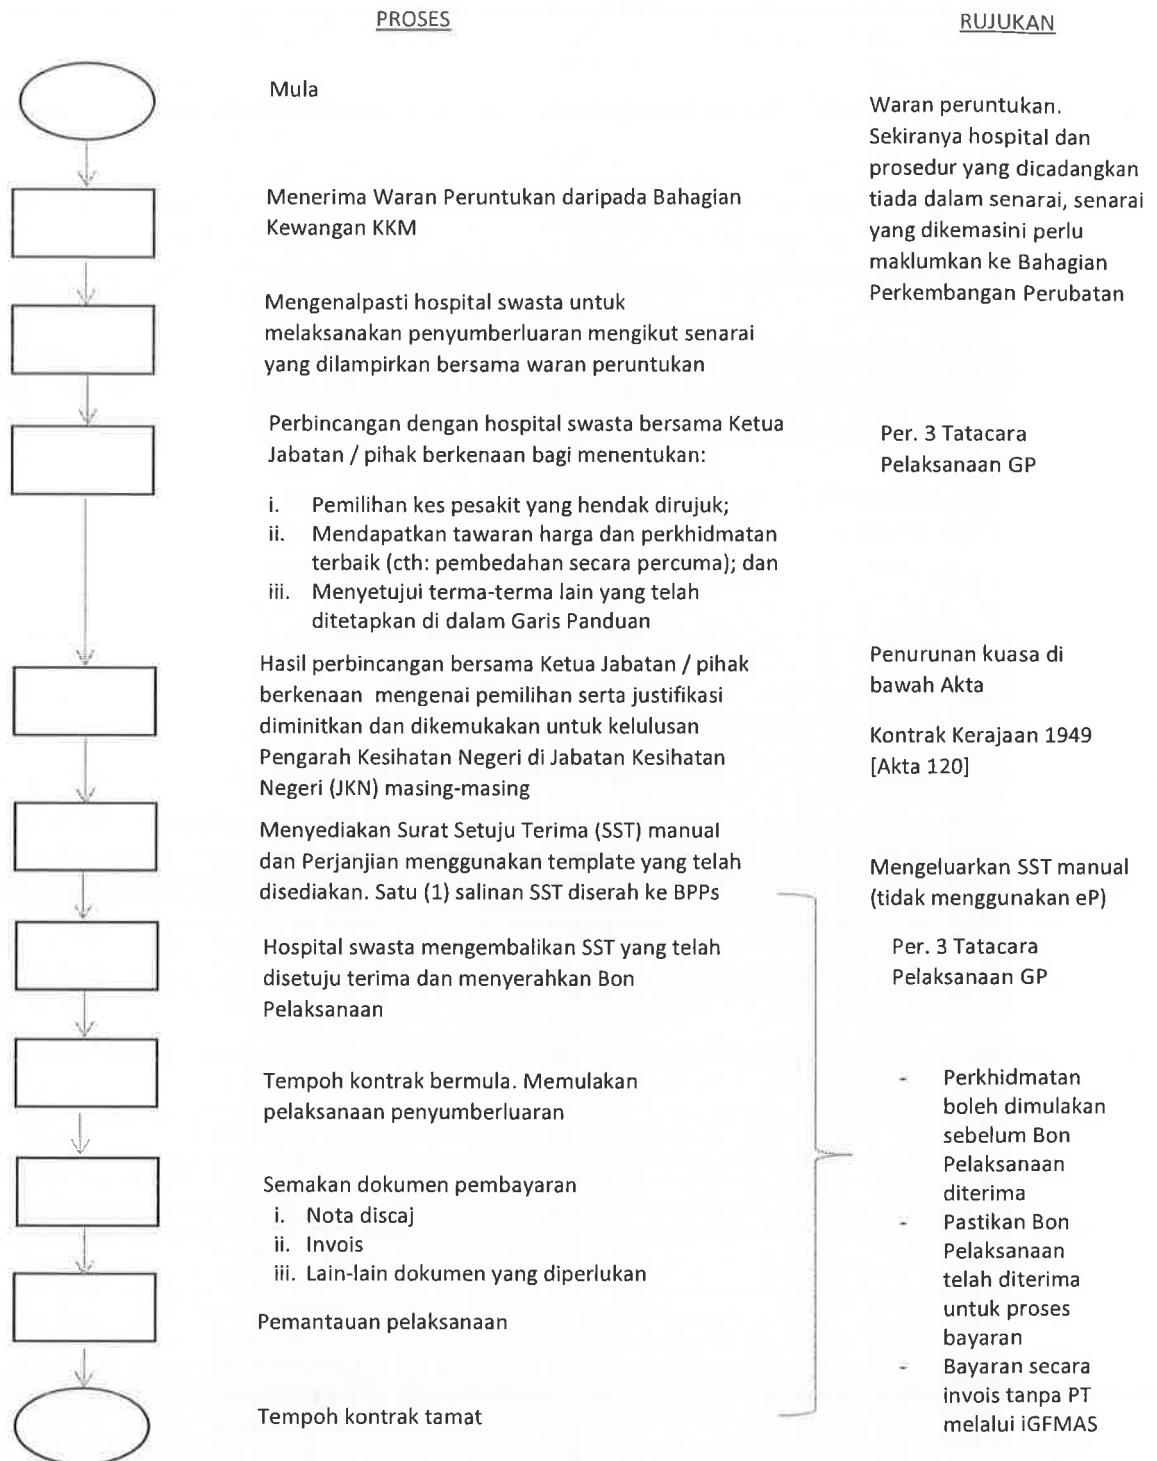 PROSES
RUJUKAN
Mula
Waran peruntukan.
Sekiranya hospital dan
prosedur yang dicadangkan
tiada dalam senarai, senarai
yang dikemasini perlu
maklumkan ke Bahagian
Perkembangan Perubatan
Menerima Waran Peruntukan daripada Bahagian
Kewangan KKM
Mengenalpasti hospital swasta untuk
melaksanakan penyumberluaran mengikut senarai
yang dilampirkan bersama waran peruntukan
Perbincangan dengan hospital swasta bersama Ketua
Jabatan / pihak berkenaan bagi menentukan:
i. Pemilihan kes pesakit yang hendak dirujuk;
ii. Mendapatkan tawaran harga dan perkhidmatan
terbaik (cth: pembedahan secara percuma); dan
iii. Menyetujui terma-terma lain yang telah
ditetapkan di dalam Garis Panduan
Per. 3 Tatacara
Pelaksanaan GP
Hasil perbincangan bersama Ketua Jabatan / pihak
berkenaan mengenai pemilihan serta justifikasi
diminitkan dan dikemukakan untuk kelulusan
Pengarah Kesihatan Negeri di Jabatan Kesihatan
Negeri (JKN) masing-masing
Penurunan kuasa di
bawah Akta
Kontrak Kerajaan 1949
[Akta 120]
Menyediakan Surat Setuju Terima (SST) manual
dan Perjanjian menggunakan template yang telah
disediakan. Satu (1) salinan SST diserah ke BPPs
Mengeluarkan SST manual
(tidak menggunakan eP)
Hospital swasta mengembalikan SST yang telah
disetuju terima dan menyerahkan Bon
Pelaksanaan
Per. 3 Tatacara
Pelaksanaan GP
Tempoh kontrak bermula. Memulakan
pelaksanaan penyumberluaran
Semakan dokumen pembayaran
i. Nota discaj
ii. Invois
iii. Lain-lain dokumen yang diperlukan
Pemantauan pelaksanaan
Tempoh kontrak tamat
- Perkhidmatan
boleh dimulakan
sebelum Bon
Pelaksanaan
diterima
- Pastikan Bon
Pelaksanaan
telah diterima
untuk proses
bayaran
- Bayaran secara
invois tanpa PT
melalui iGFMAS